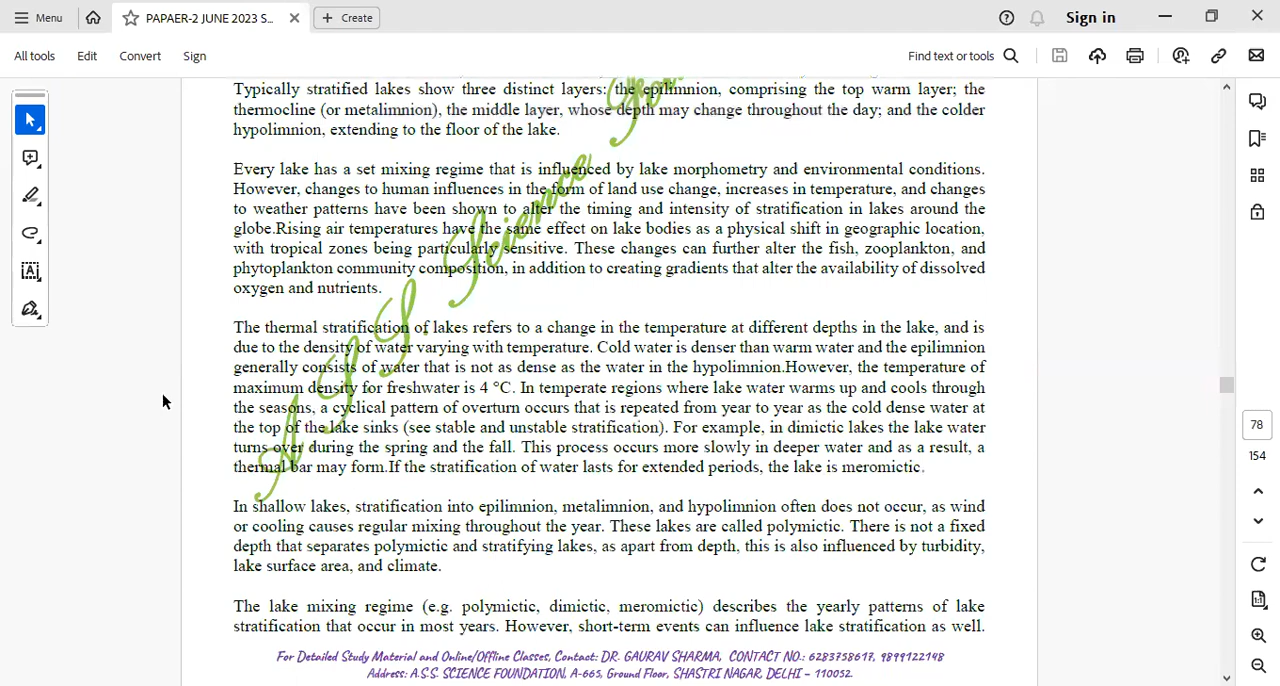 Menu
PAPAER-2 JUNE 2023 S...
Create
Sign in
All tools Edit Convert Sign
Find text or tools
Typically stratified lakes show three distinct layers: the epilimnion, comprising the top warm layer; the
thermocline (or metalimnion), the middle layer, whose depth may change throughout the day; and the colder
hypolimnion, extending to the floor of the lake.
Every lake has a set mixing regime that is influenced by lake morphometry and environmental conditions.
However, changes to human influences in the form of land use change, increases in temperature, and changes
to weather patterns have been shown to alter the timing and intensity of stratification in lakes around the
globe.Rising air temperatures have the same effect on lake bodies as a physical shift in geographic location,
with tropical zones being particularly sensitive. These changes can further alter the fish, zooplankton, and
phytoplankton community composition, in addition to creating gradients that alter the availability of dissolved
oxygen and nutrients.
The thermal stratification of lakes refers to a change in the temperature at different depths in the lake, and is
due to the density of water varying with temperature. Cold water is denser than warm water and the epilimnion
generally consists of water that is not as dense as the water in the hypolimnion.However, the temperature of
maximum density for freshwater is 4 °C. In temperate regions where lake water warms up and cools through
the seasons, a cyclical pattern of overturn occurs that is repeated from year to year as the cold dense water at
the top of the lake sinks (see stable and unstable stratification). For example, in dimictic lakes the lake water
turns over during the spring and the fall. This process occurs more slowly in deeper water and as a result, a
thermal bar may form.If the stratification of water lasts for extended periods, the lake is meromictic.
In shallow lakes, stratification into epilimnion, metalimnion, and hypolimnion often does not occur, as wind
or cooling causes regular mixing throughout the year. These lakes are called polymictic. There is not a fixed
depth that separates polymictic and stratifying lakes, as apart from depth, this is also influenced by turbidity,
lake surface area, and climate.
The lake mixing regime (e.g. polymictic, dimictic, meromictic) describes the yearly patterns of lake
stratification that occur in most years. However, short-term events can influence lake stratification as well.
For Detailed Study Material and Online/Offline Classes, Contact: DR. GAURAV SHARMA, CONTACT NO.: 6283758617, 9899122148
Address: A.S.S. SCIENCE FOUNDATION, A-665, Ground Floor, SHASTRI NAGAR, DELHI – 110052.
A.S.S. Science
78
154